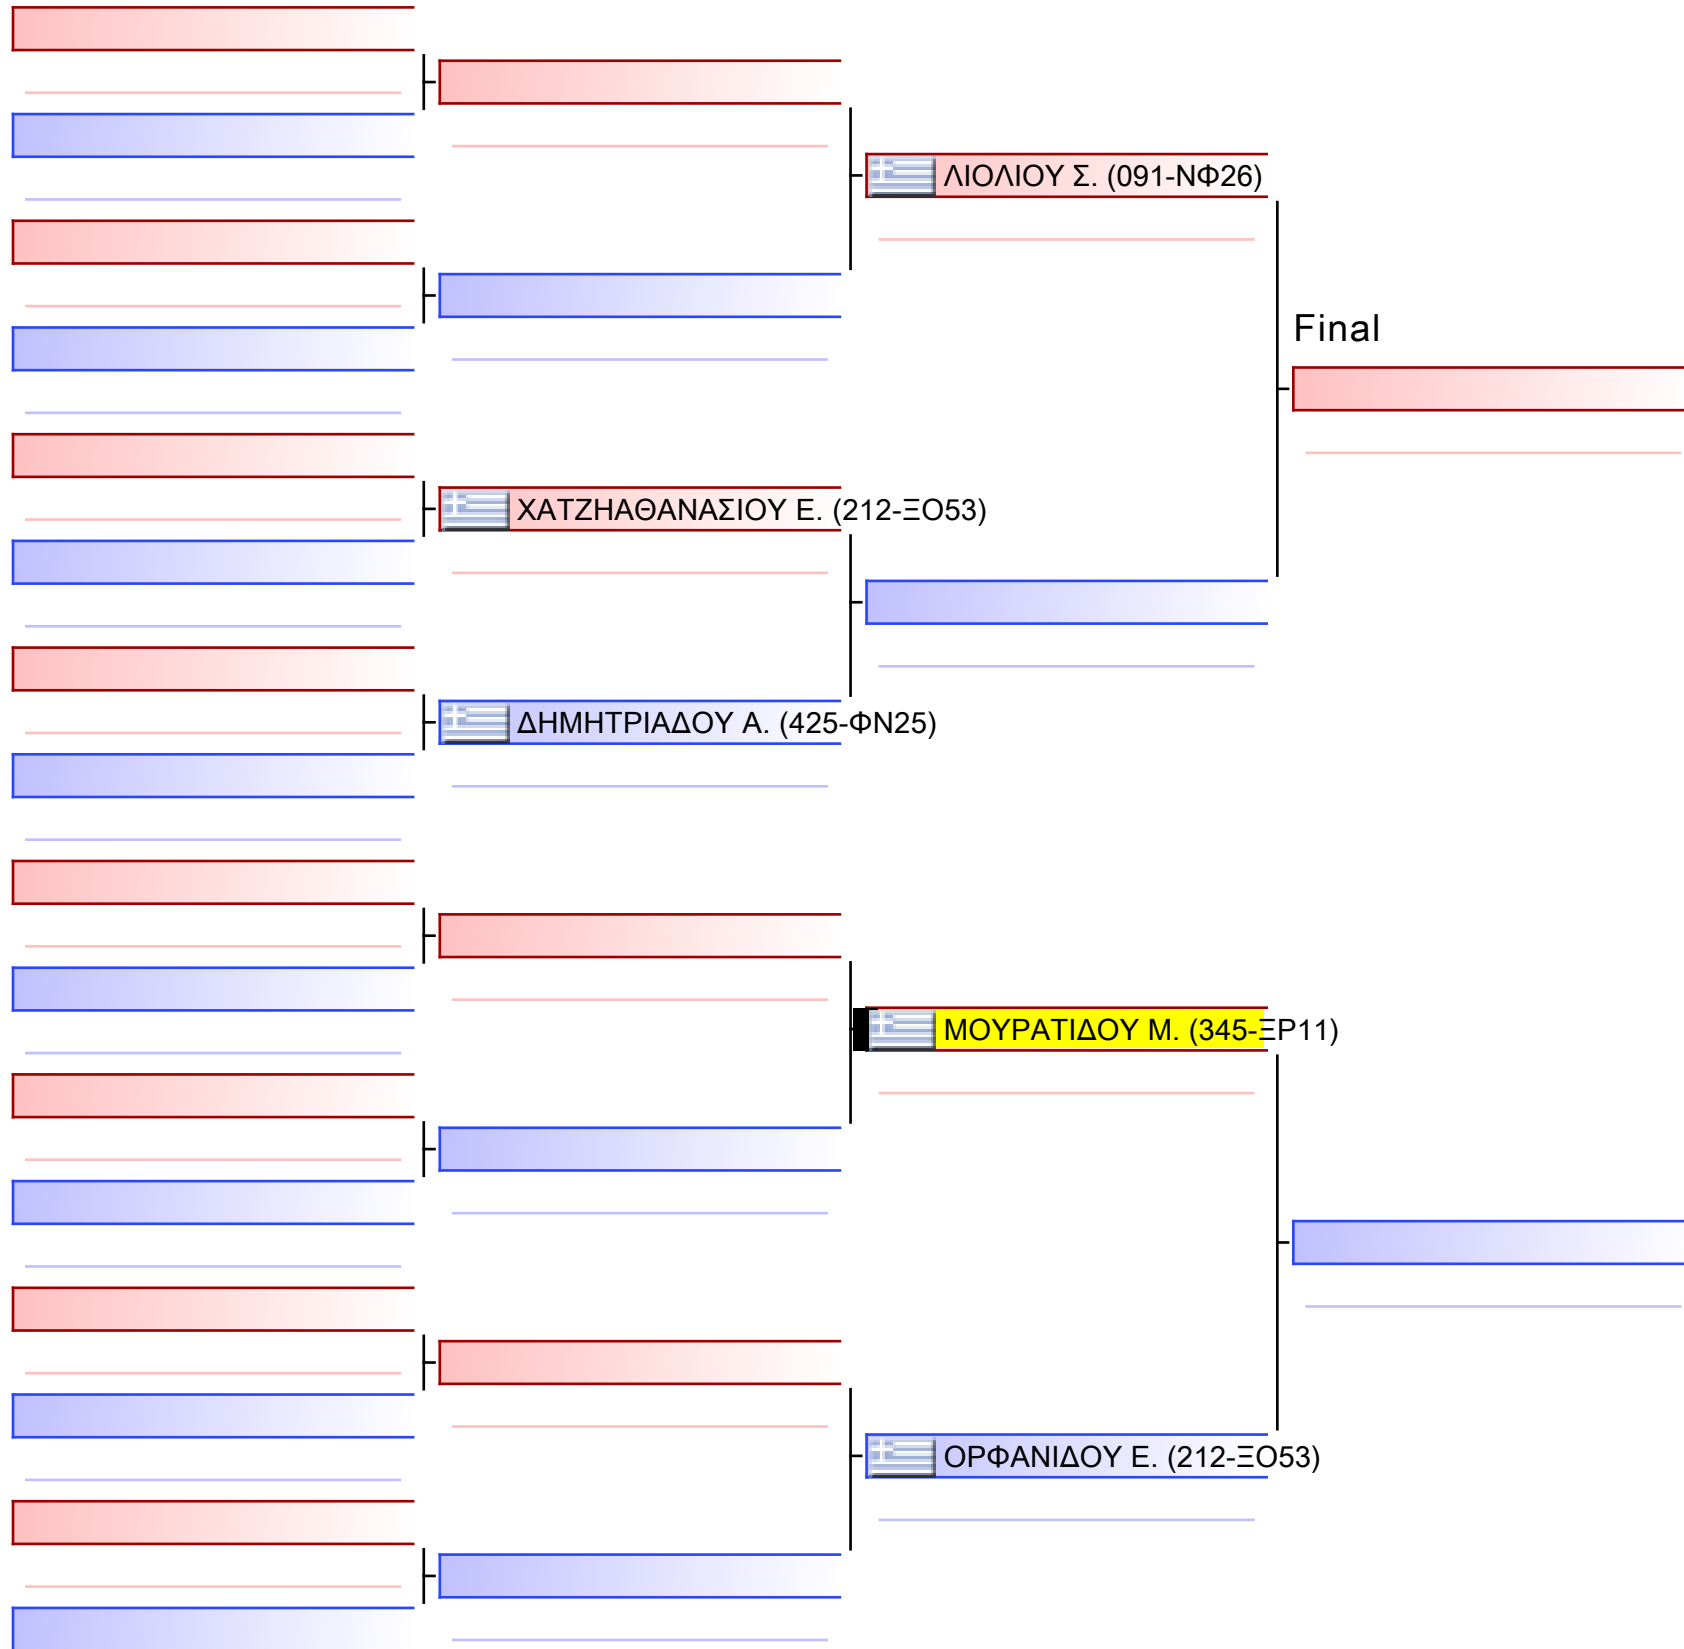 ΛΙΟΛΙΟΥ Σ. (091-ΝΦ26)
Final
ΧΑΤΖΗΑΘΑΝΑΣΙΟΥ Ε. (212-ΞΟ53)
ΔΗΜΗΤΡΙΑΔΟΥ Α. (425-ΦΝ25)
ΜΟΥΡΑΤΙΔΟΥ Μ. (345-ΞΡ11)
ΟΡΦΑΝΙΔΟΥ Ε. (212-ΞΟ53)